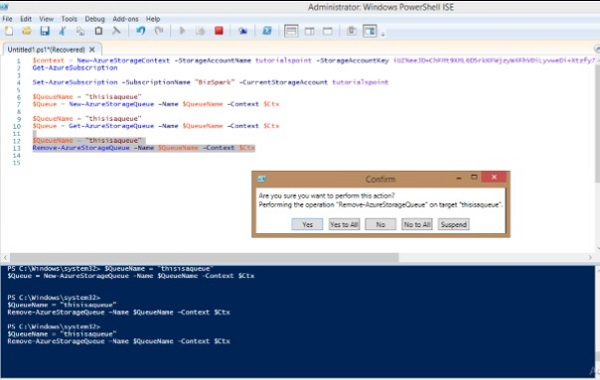 Administrator: Windows PowerShell ISE
File Edit View Tools Debug Add-ons Help
Untitled1.ps1*(Recovered) X
1 $context = New-AzureStorageContext -StorageAccountName tutorialspoint -StorageAccountKey
2 Get-AzureSubscription
3
4 Set-AzureSubscription -SubscriptionName "BizSpark" -CurrentStorageAccount tutorialspoint
5
6 $QueueName = "thisisaqueue"
7 $Queue = New-AzureStorageQueue -Name $QueueName -Context $Ctx
8
9 $QueueName = "thisisaqueue"
10 $Queue = Get-AzureStorageQueue -Name $QueueName -Context $Ctx
11
12 $QueueName = "thisisaqueue"
13 Remove-AzureStorageQueue -Name $QueueName -Context $Ctx
14
15
Confirm
Are you sure you want to perform this action?
Performing the operation "Remove-AzureStorageQueue" on target "thisisaqueue".
Yes Yes to All No No to All Suspend
PS C:\Windows\system32> $QueueName = "thisisaqueue"
$Queue = New-AzureStorageQueue -Name $QueueName -Context $Ctx
PS C:\Windows\system32>
$QueueName = "thisisaqueue"
Remove-AzureStorageQueue -Name $QueueName -Context $Ctx
PS C:\Windows\system32>
$QueueName = "thisisaqueue"
Remove-AzureStorageQueue -Name $QueueName -Context $Ctx